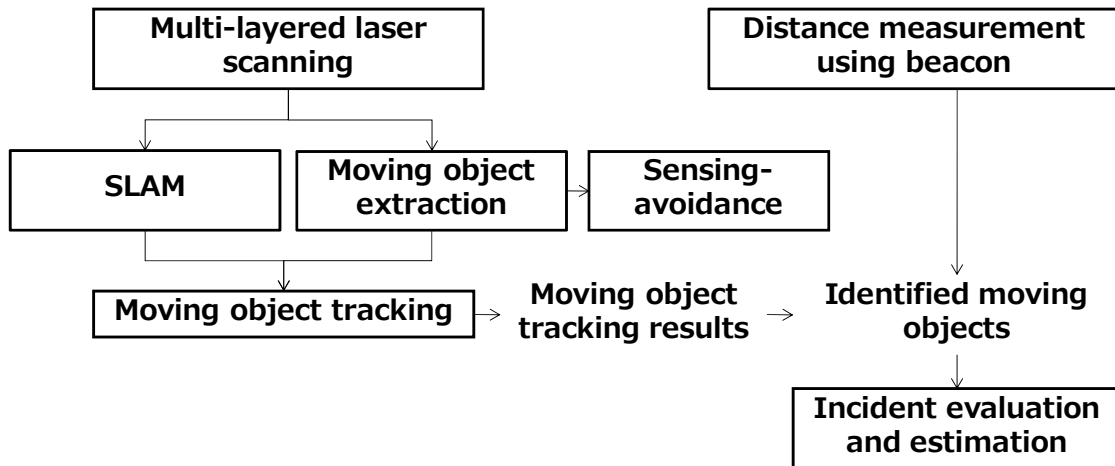 Multi-layered laser
scanning
Distance measurement
using beacon
SLAM
Moving object
extraction
Sensing-
avoidance
Moving object tracking
Moving object
tracking results
Identified moving
objects
Incident evaluation
and estimation